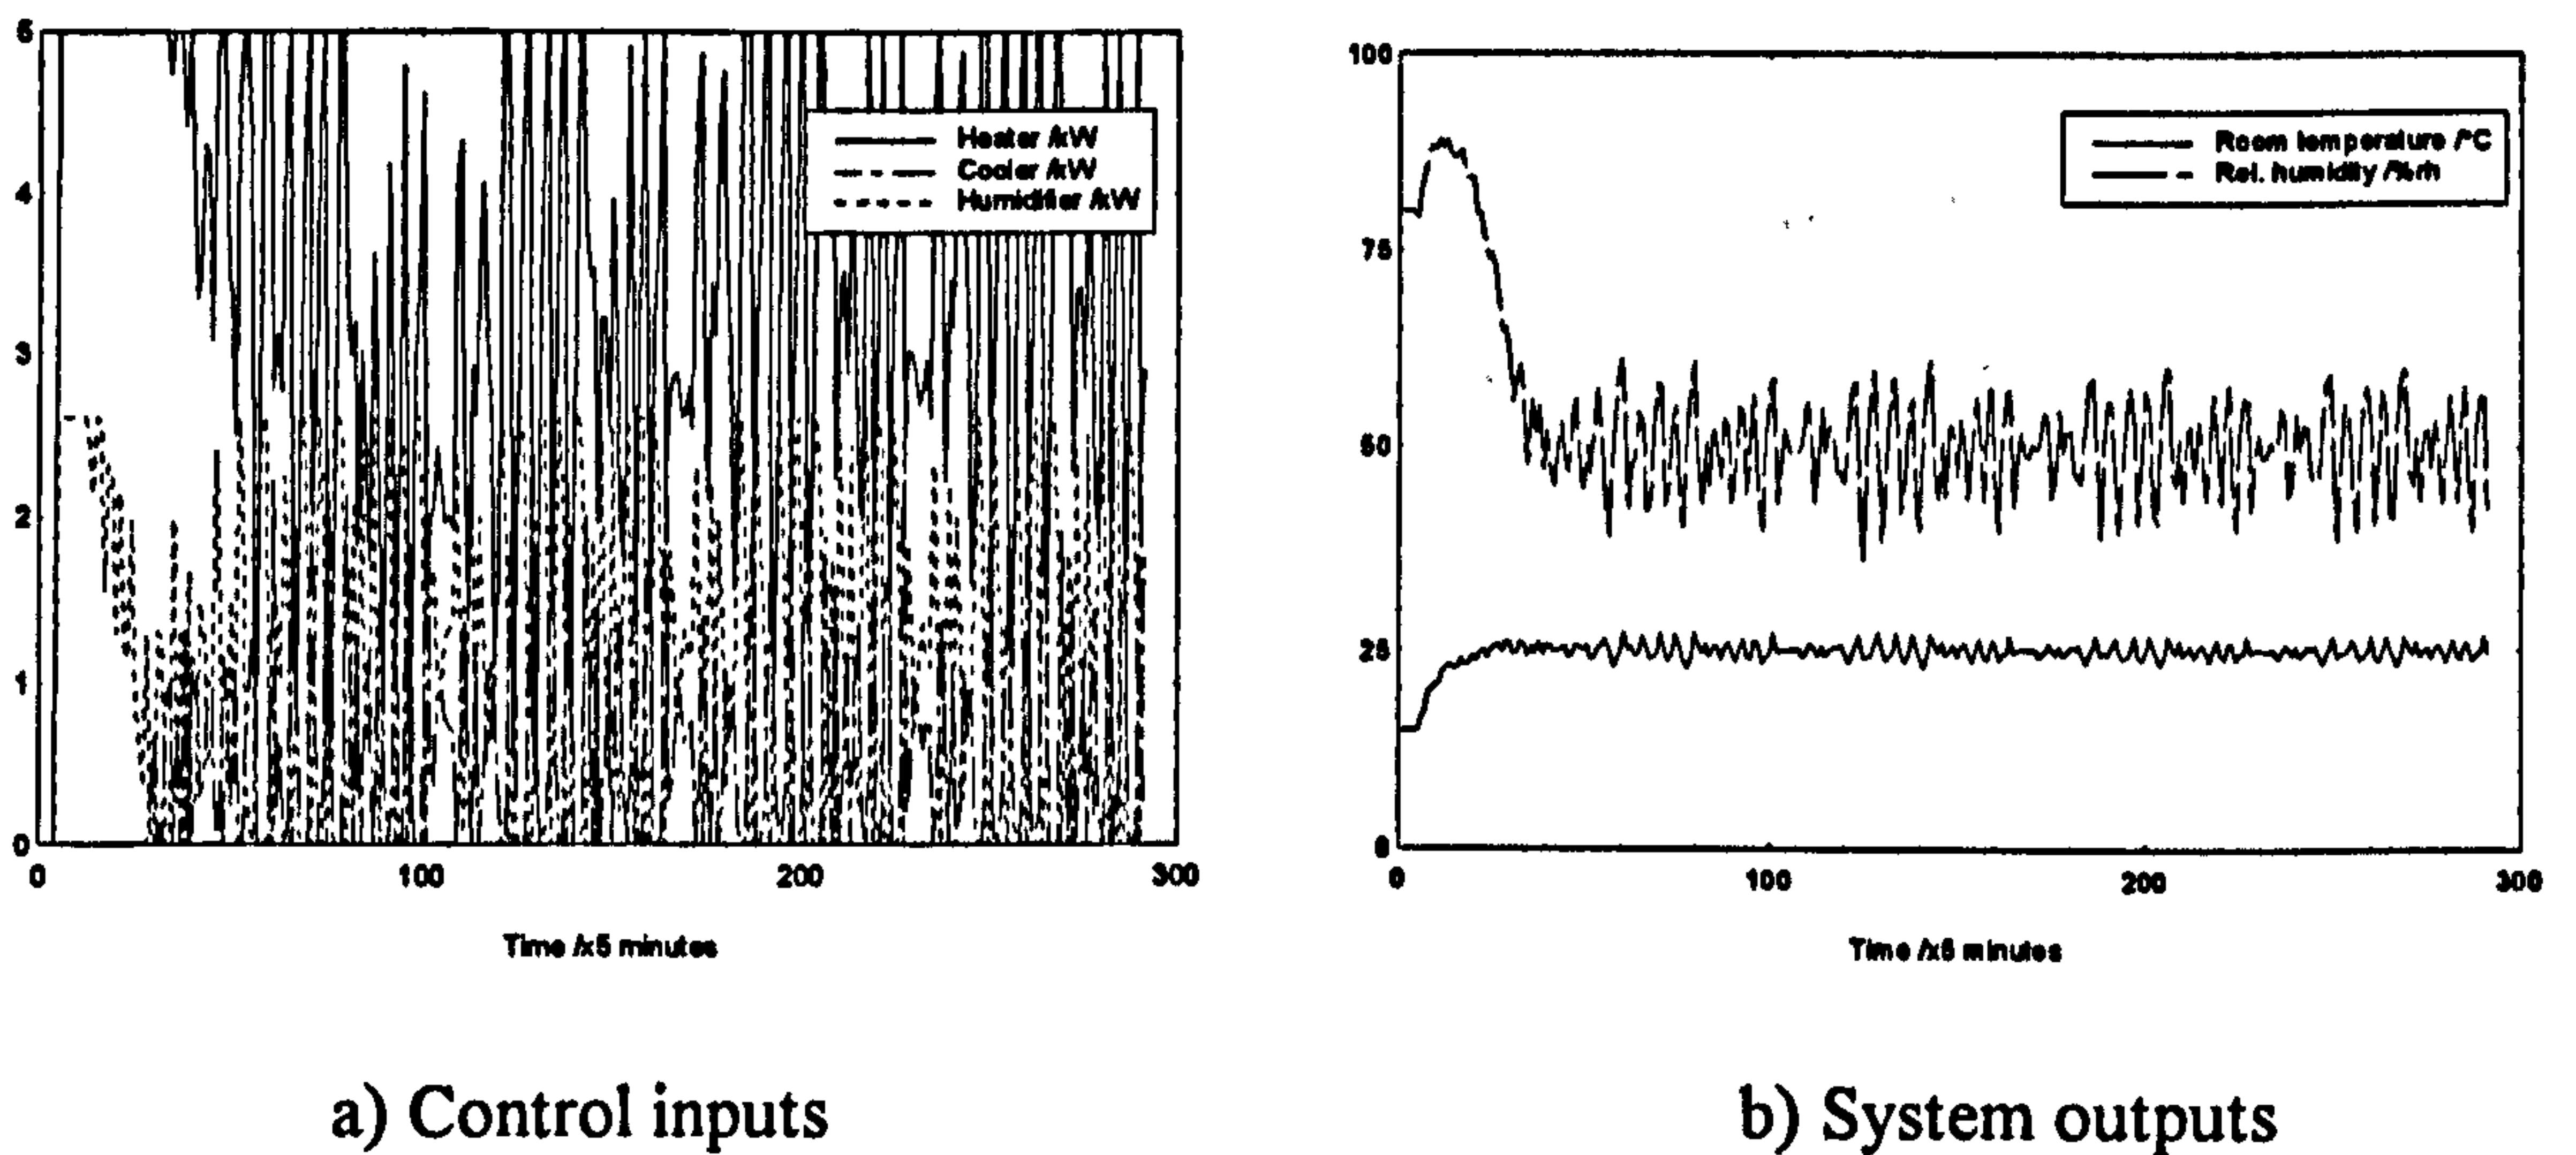 5
4
3
2
1
0
0 100 200 300
Heater /kW
Cooler /kW
Humidifier /kW
Time /x5 minutes
a) Control inputs
100
75
50
25
0
0 100 200 300
Room temperature /°C
Rel. humidity /%rh
Time /x5 minutes
b) System outputs